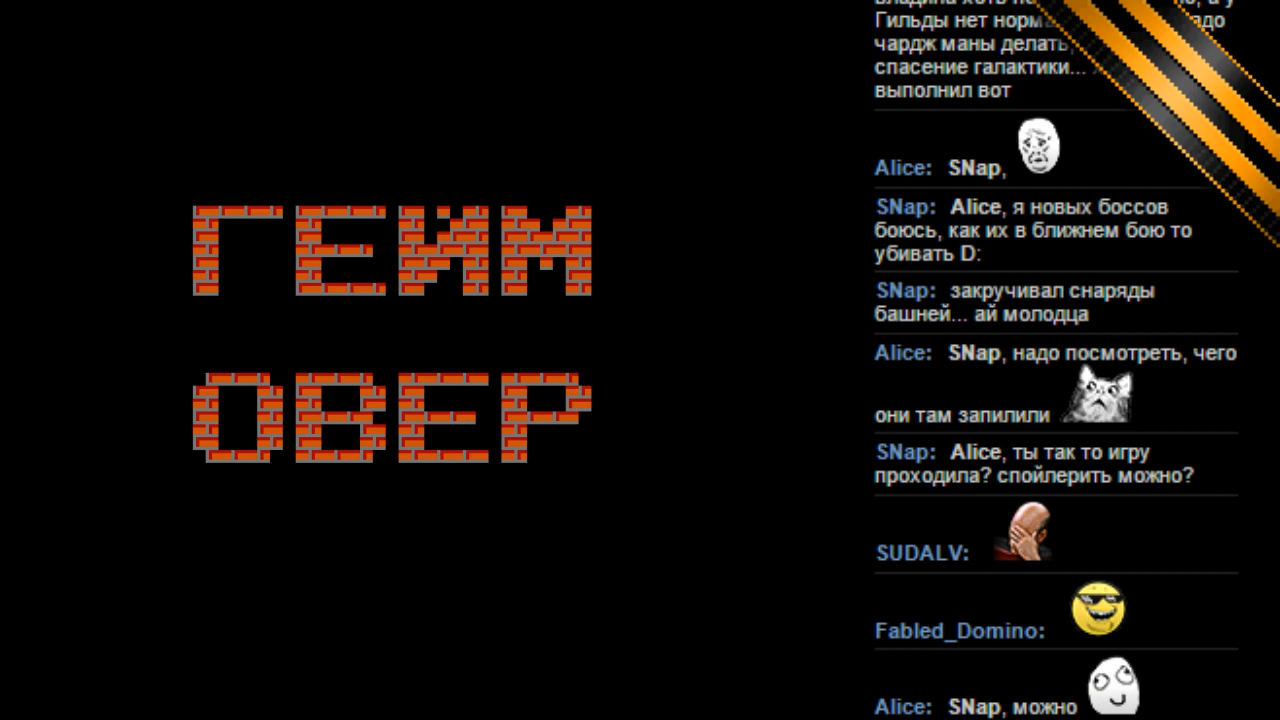 ГЕЙМ
ОВЕР
Гильды нет
чардж маны делать,
спасение галактики...
выполнил вот
Alice: SNap,
SNap: Alice, я новых боссов
боюсь, как их в ближнем бою то
убивать D:
SNap: закручивал снаряды
башней... ай молодца
Alice: SNap, надо посмотреть, чего
они там запилили
SNap: Alice, ты так то игру
проходила? спойлерить можно?
SUDALV:
Fabled_Domino:
Alice: SNap, можно